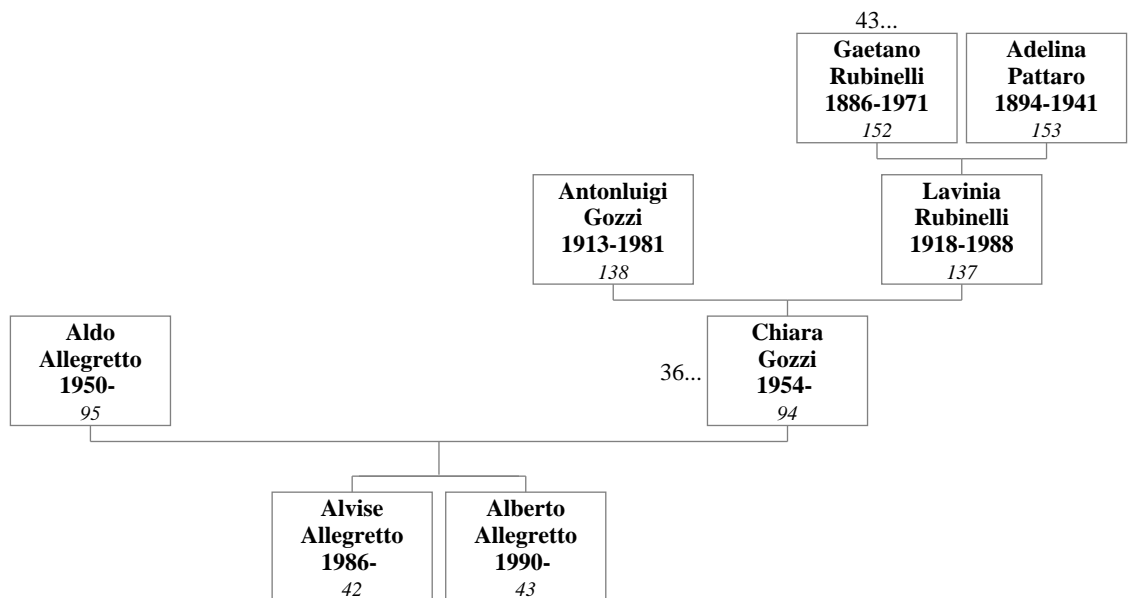 43...
Gaetano
Rubinelli
1886-1971
152
Adelina
Pattaro
1894-1941
153
Antonluigi
Gozzi
1913-1981
138
Lavinia
Rubinelli
1918-1988
137
Aldo
Allegretto
1950-
95
36...
Chiara
Gozzi
1954-
94
Alvise
Allegretto
1986-
42
Alberto
Allegretto
1990-
43